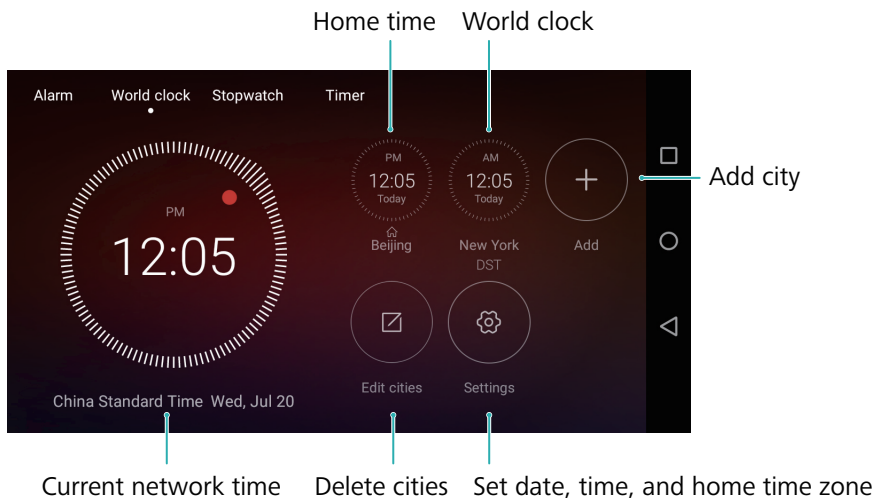 Home time World clock
Alarm World clock Stopwatch Timer
PM
12:05
Today
Beijing
AM
12:05
Today
New York
DST
Add
Add city
PM
12:05
China Standard Time Wed, Jul 20
Edit cities
Settings
Current network time Delete cities Set date, time, and home time zone